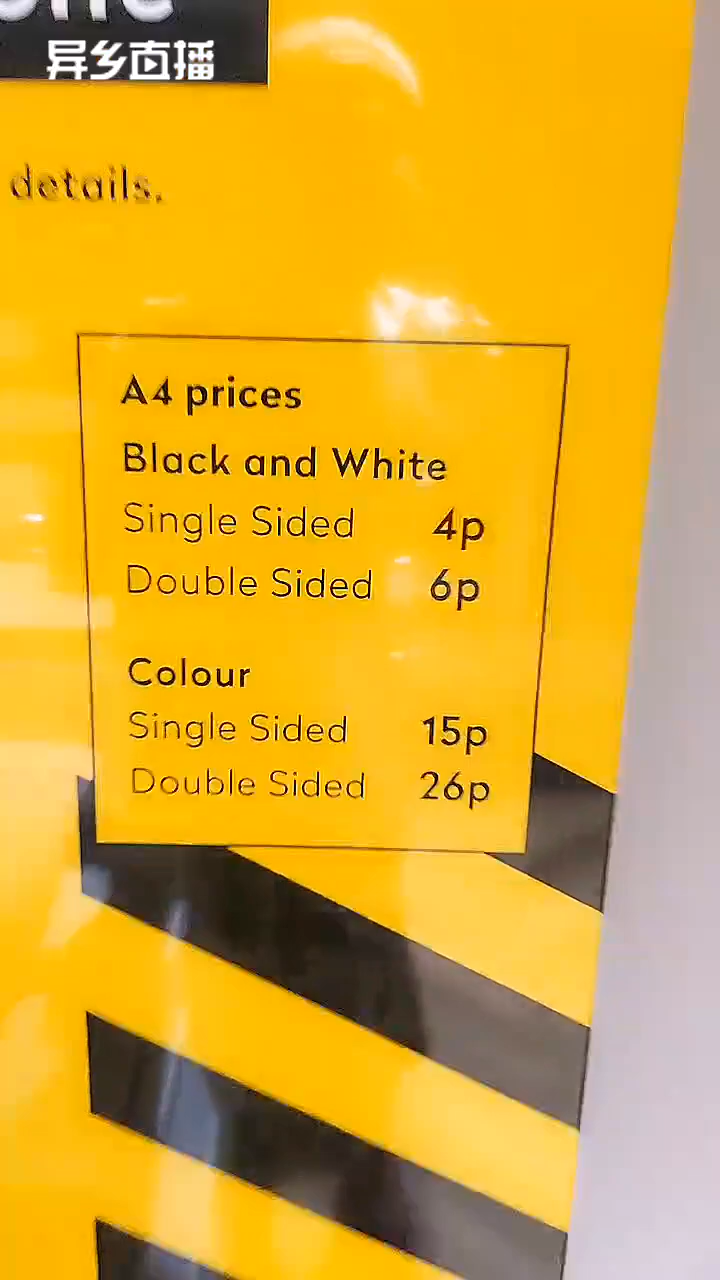 异乡直播
details.
A4 prices
Black and White
Single Sided 4p
Double Sided 6p
Colour
Single Sided 15p
Double Sided 26p